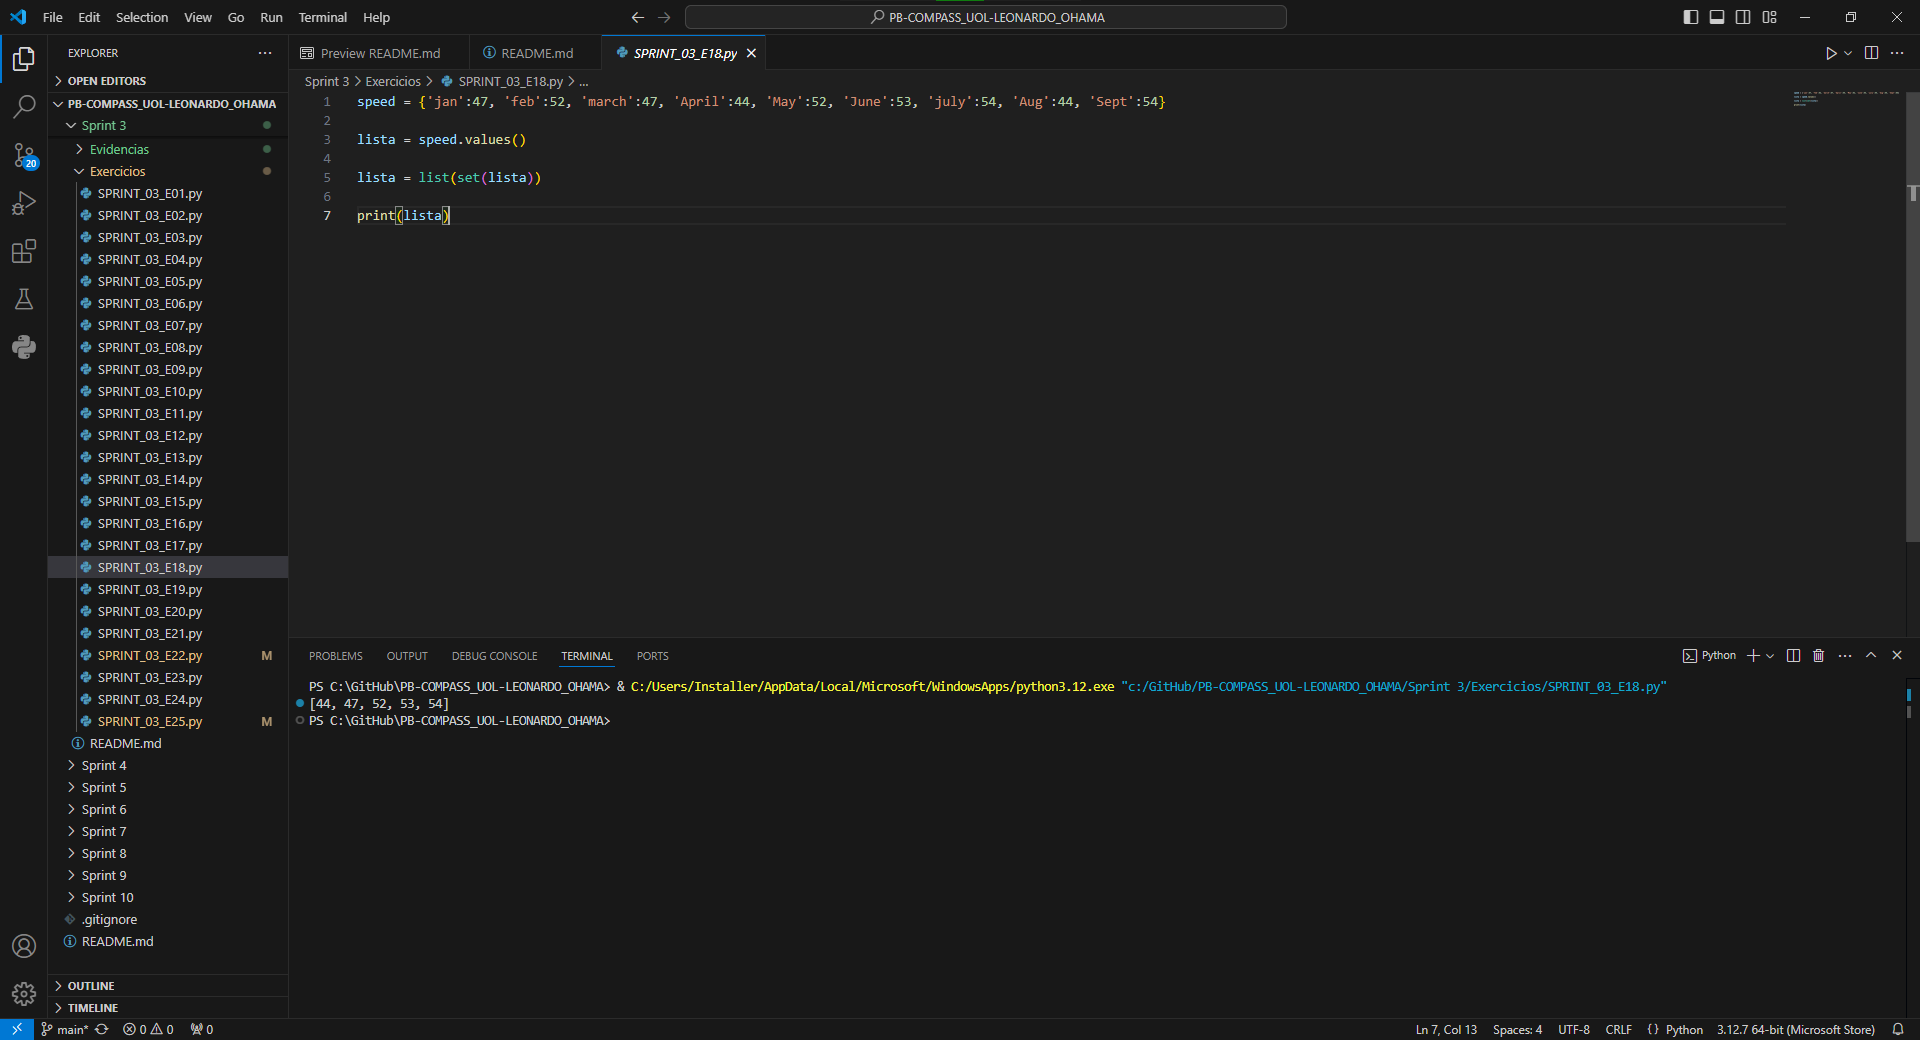 File Edit Selection View Go Run Terminal Help
PB-COMPASS_UOL-LEONARDO_OHAMA
EXPLORER
OPEN EDITORS
PB-COMPASS_UOL-LEONARDO_OHAMA
Sprint 3
Evidencias
Exercicios
SPRINT_03_E01.py
SPRINT_03_E02.py
SPRINT_03_E03.py
SPRINT_03_E04.py
SPRINT_03_E05.py
SPRINT_03_E06.py
SPRINT_03_E07.py
SPRINT_03_E08.py
SPRINT_03_E09.py
SPRINT_03_E10.py
SPRINT_03_E11.py
SPRINT_03_E12.py
SPRINT_03_E13.py
SPRINT_03_E14.py
SPRINT_03_E15.py
SPRINT_03_E16.py
SPRINT_03_E17.py
SPRINT_03_E18.py
SPRINT_03_E19.py
SPRINT_03_E20.py
SPRINT_03_E21.py
SPRINT_03_E22.py M
SPRINT_03_E23.py
SPRINT_03_E24.py
SPRINT_03_E25.py M
README.md
Sprint 4
Sprint 5
Sprint 6
Sprint 7
Sprint 8
Sprint 9
Sprint 10
.gitignore
README.md
OUTLINE
TIMELINE
20
Preview README.md README.md SPRINT_03_E18.py
Sprint 3 > Exercicios > SPRINT_03_E18.py > ...
1 speed = {'jan':47, 'feb':52, 'march':47, 'April':44, 'May':52, 'June':53, 'july':54, 'Aug':44, 'Sept':54}
2
3 lista = speed.values()
4
5 lista = list(set(lista))
6
7 print(lista)
PROBLEMS OUTPUT DEBUG CONSOLE TERMINAL PORTS
Python
PS C:\GitHub\PB-COMPASS_UOL-LEONARDO_OHAMA> & C:/Users/Installer/AppData/Local/Microsoft/WindowsApps/python3.12.exe "c:/GitHub/PB-COMPASS_UOL-LEONARDO_OHAMA/Sprint 3/Exercicios/SPRINT_03_E18.py"
[44, 47, 52, 53, 54]
PS C:\GitHub\PB-COMPASS_UOL-LEONARDO_OHAMA>
main* 0 0 0
Ln 7, Col 13 Spaces: 4 UTF-8 CRLF {} Python 3.12.7 64-bit (Microsoft Store)